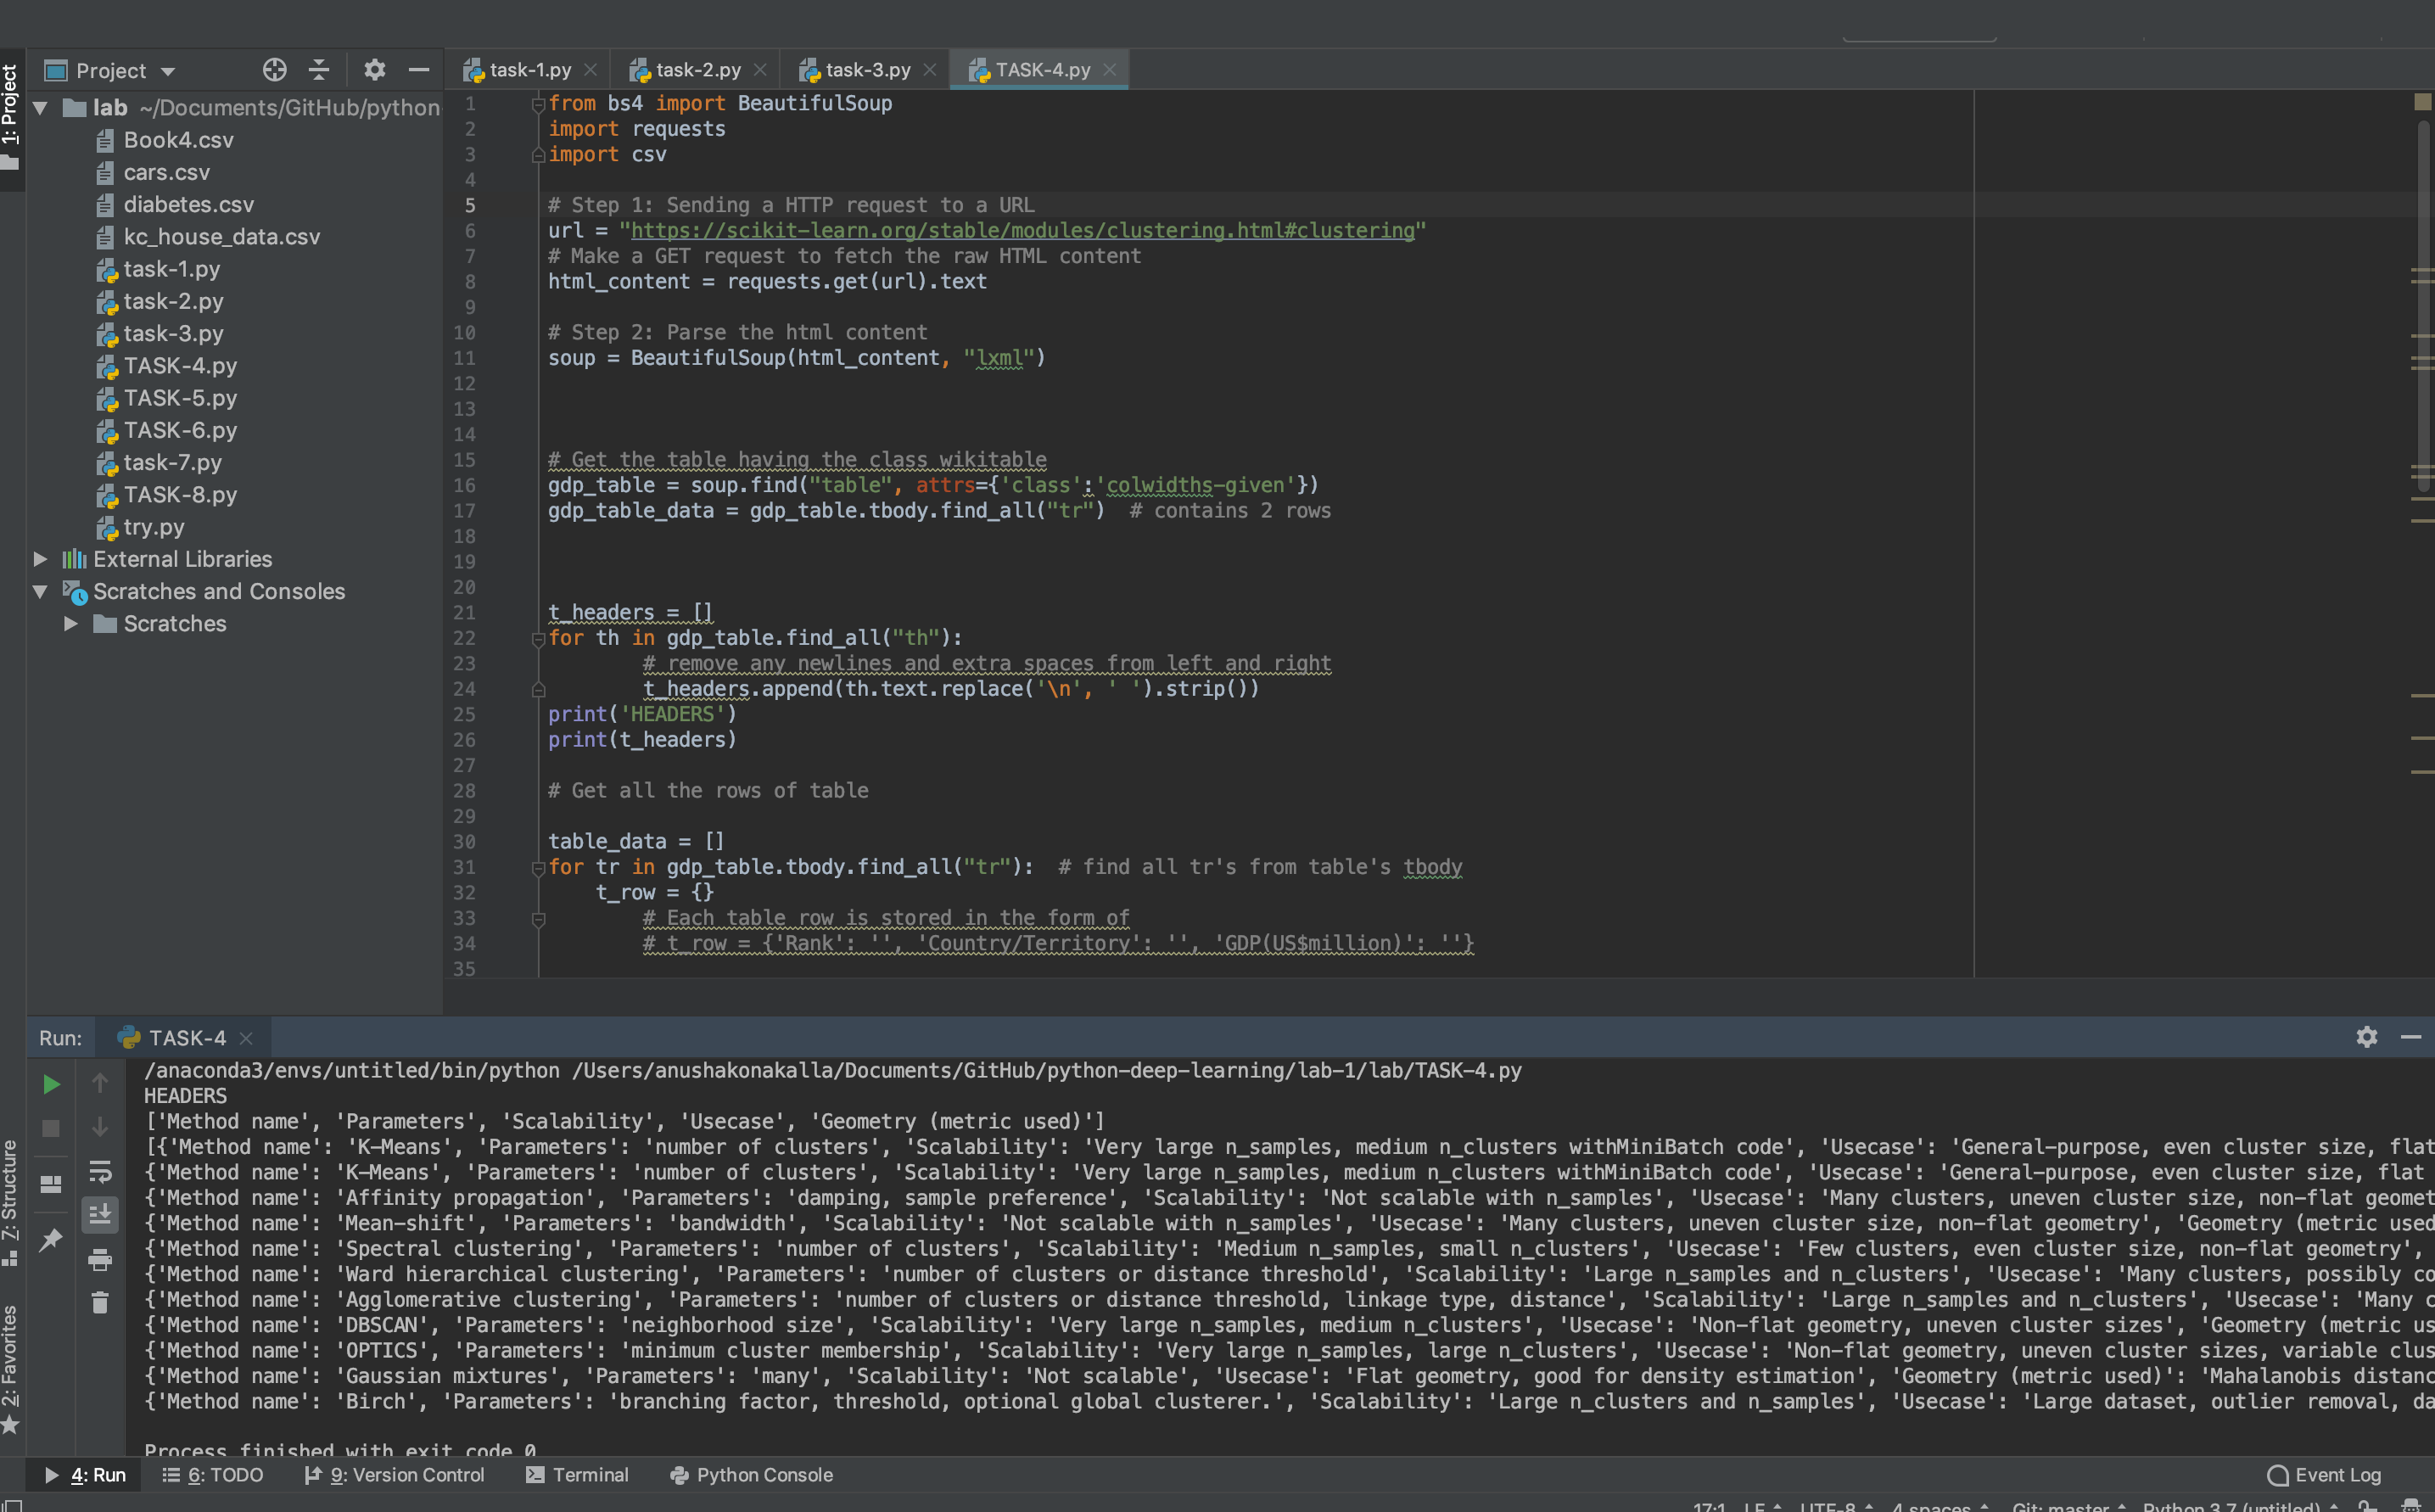 Project
task-1.py
task-2.py
task-3.py
TASK-4.py
1: Project
lab ~/Documents/GitHub/python-
Book4.csv
cars.csv
diabetes.csv
kc_house_data.csv
task-1.py
task-2.py
task-3.py
TASK-4.py
TASK-5.py
TASK-6.py
task-7.py
TASK-8.py
try.py
External Libraries
Scratches and Consoles
Scratches
1 from bs4 import BeautifulSoup
2 import requests
3 import csv
4
5 # Step 1: Sending a HTTP request to a URL
6 url = "https://scikit-learn.org/stable/modules/clustering.html#clustering"
7 # Make a GET request to fetch the raw HTML content
8 html_content = requests.get(url).text
9
10 # Step 2: Parse the html content
11 soup = BeautifulSoup(html_content, "lxml")
12
13
14
15 # Get the table having the class wikitable
16 gdp_table = soup.find("table", attrs={'class':'colwidths-given'})
17 gdp_table_data = gdp_table.tbody.find_all("tr")  # contains 2 rows
18
19
20
21 t_headers = []
22 for th in gdp_table.find_all("th"):
23 # remove any newlines and extra spaces from left and right
24 t_headers.append(th.text.replace('\n', ' ').strip())
25 print('HEADERS')
26 print(t_headers)
27
28 # Get all the rows of table
29
30 table_data = []
31 for tr in gdp_table.tbody.find_all("tr"):  # find all tr's from table's tbody
32 t_row = {}
33 # Each table row is stored in the form of
34 # t_row = {'Rank': '', 'Country/Territory': '', 'GDP(US$million)': ''}
35
Run: TASK-4
/anaconda3/envs/untitled/bin/python /Users/anushakonakalla/Documents/GitHub/python-deep-learning/lab-1/lab/TASK-4.py
HEADERS
['Method name', 'Parameters', 'Scalability', 'Usecase', 'Geometry (metric used)']
[{'Method name': 'K-Means', 'Parameters': 'number of clusters', 'Scalability': 'Very large n_samples, medium n_clusters withMiniBatch code', 'Usecase': 'General-purpose, even cluster size, flat
{'Method name': 'K-Means', 'Parameters': 'number of clusters', 'Scalability': 'Very large n_samples, medium n_clusters withMiniBatch code', 'Usecase': 'General-purpose, even cluster size, flat
{'Method name': 'Affinity propagation', 'Parameters': 'damping, sample preference', 'Scalability': 'Not scalable with n_samples', 'Usecase': 'Many clusters, uneven cluster size, non-flat geomet
{'Method name': 'Mean-shift', 'Parameters': 'bandwidth', 'Scalability': 'Not scalable with n_samples', 'Usecase': 'Many clusters, uneven cluster size, non-flat geometry', 'Geometry (metric used
{'Method name': 'Spectral clustering', 'Parameters': 'number of clusters', 'Scalability': 'Medium n_samples, small n_clusters', 'Usecase': 'Few clusters, even cluster size, non-flat geometry',
{'Method name': 'Ward hierarchical clustering', 'Parameters': 'number of clusters or distance threshold', 'Scalability': 'Large n_samples and n_clusters', 'Usecase': 'Many clusters, possibly co
{'Method name': 'Agglomerative clustering', 'Parameters': 'number of clusters or distance threshold, linkage type, distance', 'Scalability': 'Large n_samples and n_clusters', 'Usecase': 'Many c
{'Method name': 'DBSCAN', 'Parameters': 'neighborhood size', 'Scalability': 'Very large n_samples, medium n_clusters', 'Usecase': 'Non-flat geometry, uneven cluster sizes', 'Geometry (metric us
{'Method name': 'OPTICS', 'Parameters': 'minimum cluster membership', 'Scalability': 'Very large n_samples, large n_clusters', 'Usecase': 'Non-flat geometry, uneven cluster sizes, variable clus
{'Method name': 'Gaussian mixtures', 'Parameters': 'many', 'Scalability': 'Not scalable', 'Usecase': 'Flat geometry, good for density estimation', 'Geometry (metric used)': 'Mahalanobis distanc
{'Method name': 'Birch', 'Parameters': 'branching factor, threshold, optional global clusterer.', 'Scalability': 'Large n_clusters and n_samples', 'Usecase': 'Large dataset, outlier removal, da
Process finished with exit code 0
7: Structure
2: Favorites
4: Run
6: TODO
9: Version Control
Terminal
Python Console
Event Log
17:1 LF UTF-8 4 spaces Git: master Python 3.7 (untitled)